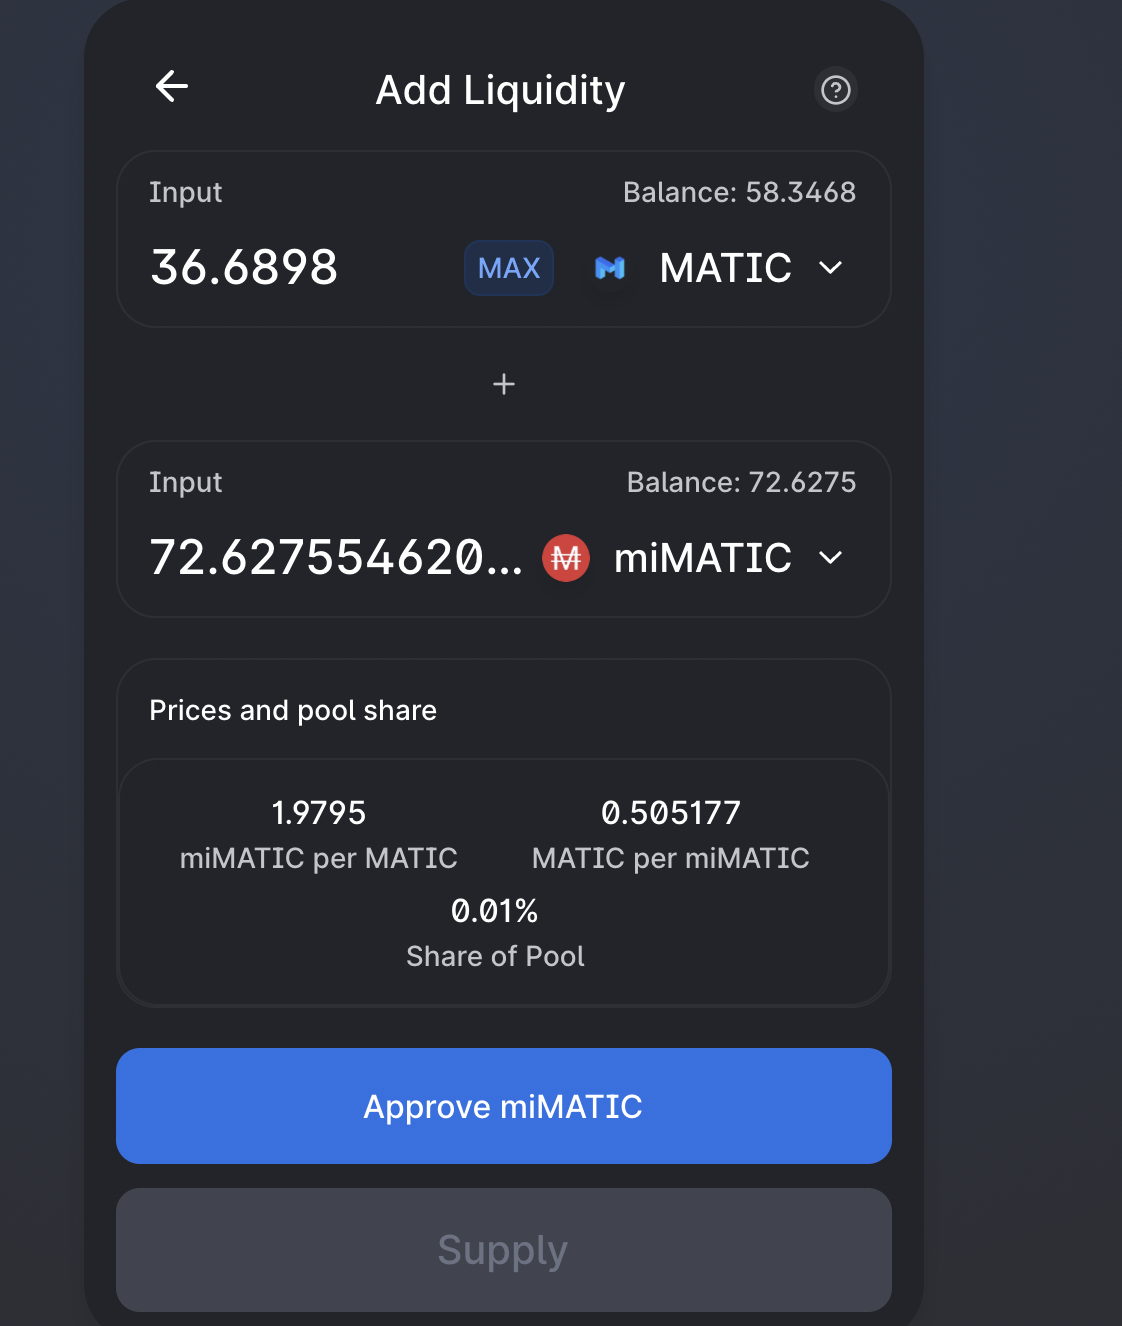 Add Liquidity
Input
Balance: 58.3468
36.6898
MAX
MATIC
+
Input
Balance: 72.6275
72.627554620...
miMATIC
Prices and pool share
1.9795
0.505177
miMATIC per MATIC
MATIC per miMATIC
0.01%
Share of Pool
Approve miMATIC
Supply